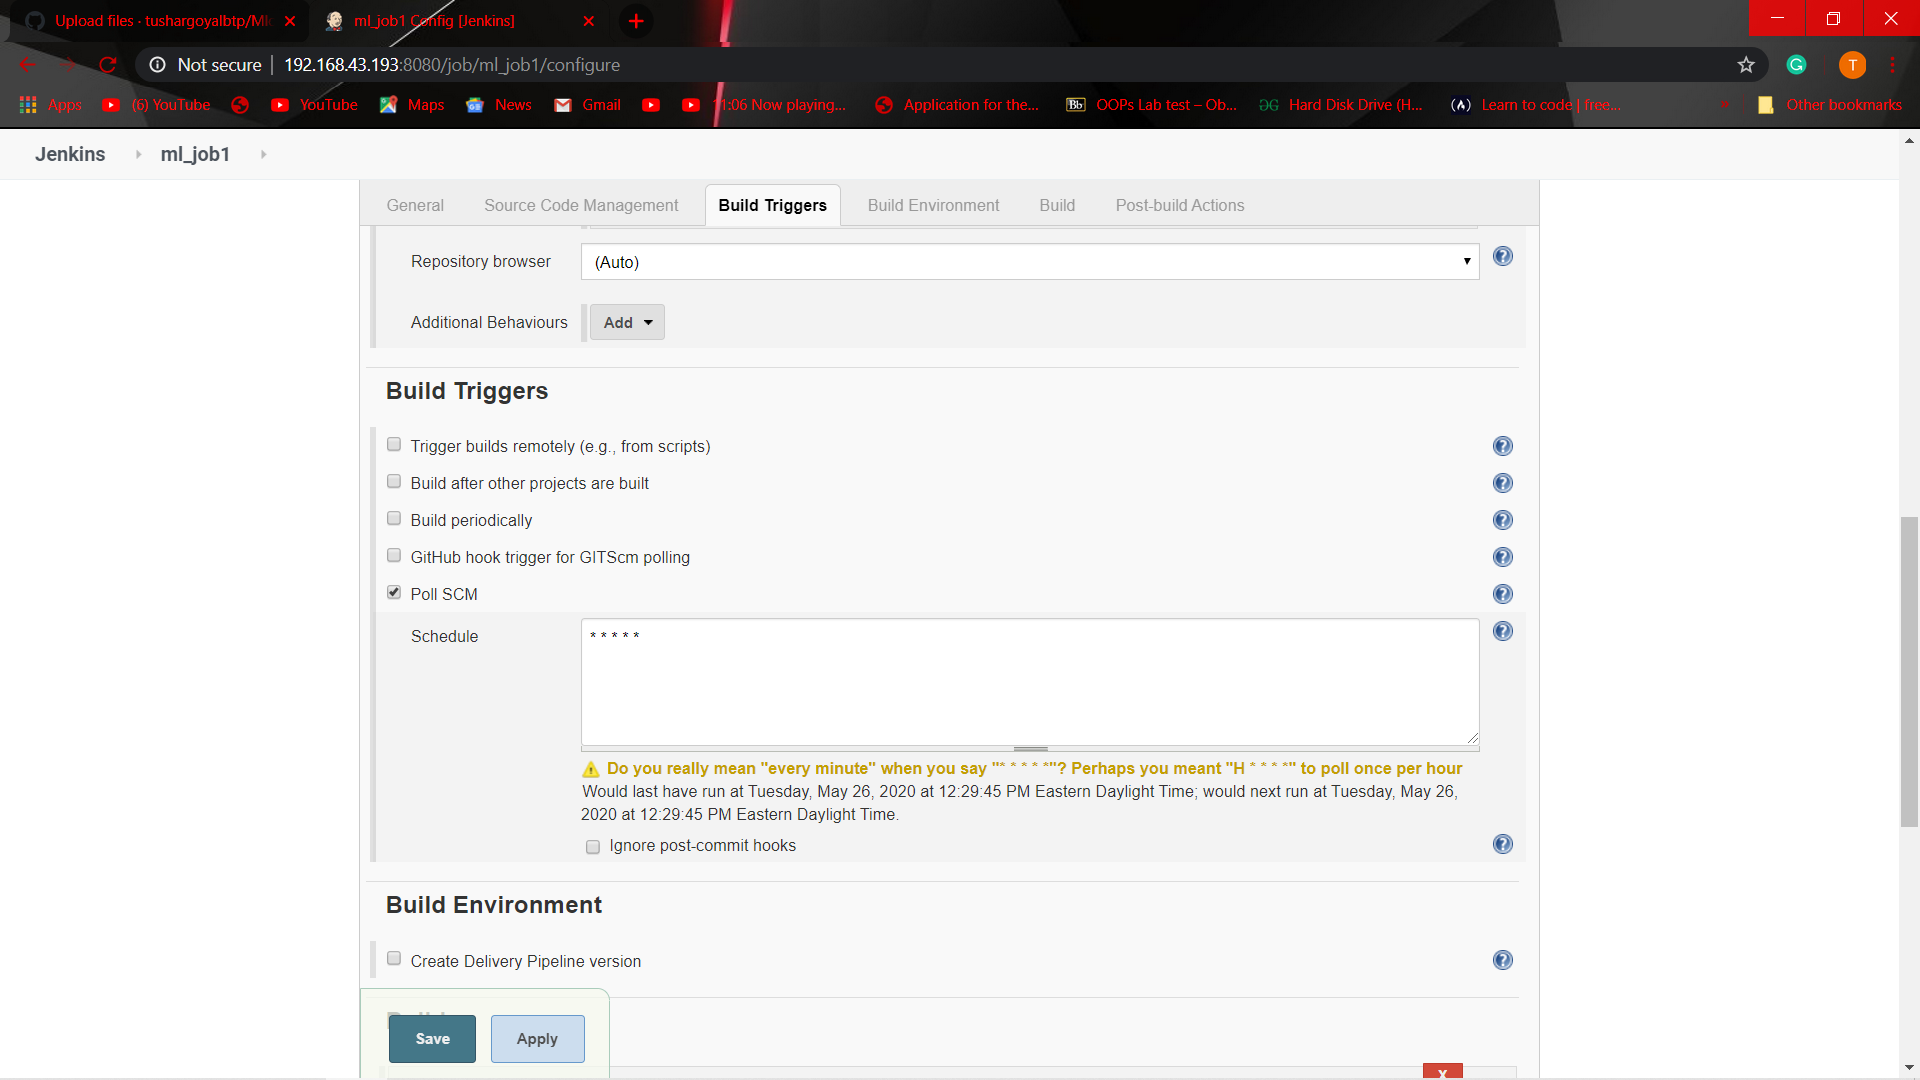 Upload files · tushargoyalbtp/Ml
ml_job1 Config [Jenkins]
Not secure | 192.168.43.193:8080/job/ml_job1/configure
T
Apps
(6) YouTube
YouTube
Maps
News
Gmail
11:06 Now playing...
Application for the...
Bb OOPs Lab test – Ob...
Hard Disk Drive (H...
Learn to code | free...
Other bookmarks
Jenkins
ml_job1
General
Source Code Management
Build Triggers
Build Environment
Build
Post-build Actions
Repository browser
(Auto)
Additional Behaviours
Add
Build Triggers
Trigger builds remotely (e.g., from scripts)
Build after other projects are built
Build periodically
GitHub hook trigger for GITScm polling
Poll SCM
Schedule
* * * * *
Do you really mean "every minute" when you say "* * * * *"? Perhaps you meant "H * * * *" to poll once per hour
Would last have run at Tuesday, May 26, 2020 at 12:29:45 PM Eastern Daylight Time; would next run at Tuesday, May 26,
2020 at 12:29:45 PM Eastern Daylight Time.
Ignore post-commit hooks
Build Environment
Create Delivery Pipeline version
Save
Apply
X